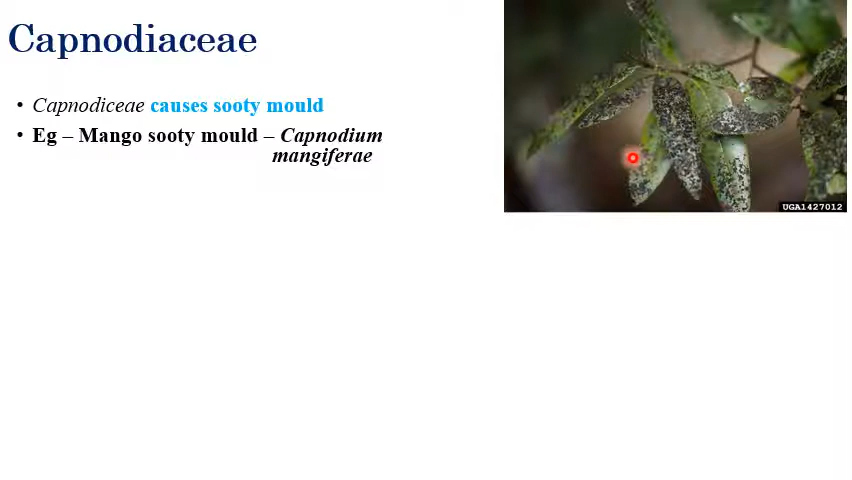 Capnodiaceae
• Capnodiceae causes sooty mould
• Eg – Mango sooty mould – Capnodium
mangiferae
UGA1427012